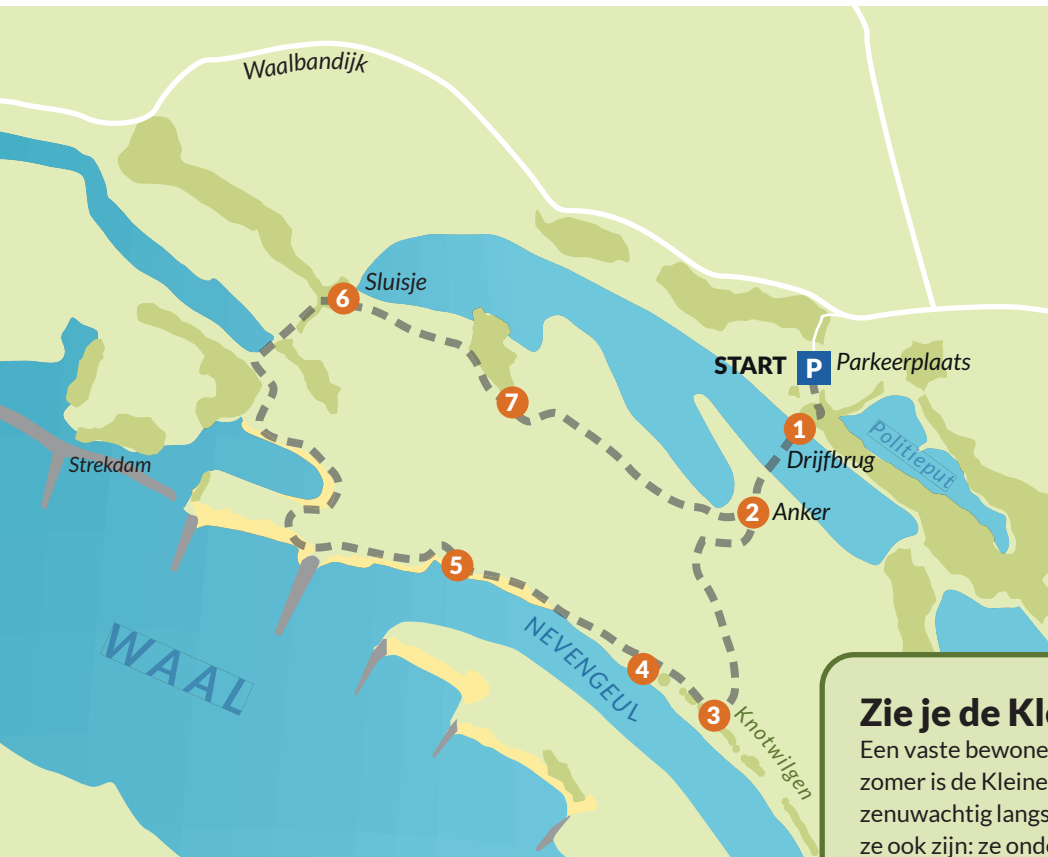 Waalbandijk
Sluisje
6
START P Parkeerplaats
7
1
Drijfbrug
Politieput
Strekdam
2 Anker
5
WAAL
NEVENGEUL
4
3
Knotwilgen
Zie je de Kl
Een vaste bewone
zomer is de Kleine
zenuwachtig langs
ze ook zijn: ze onde